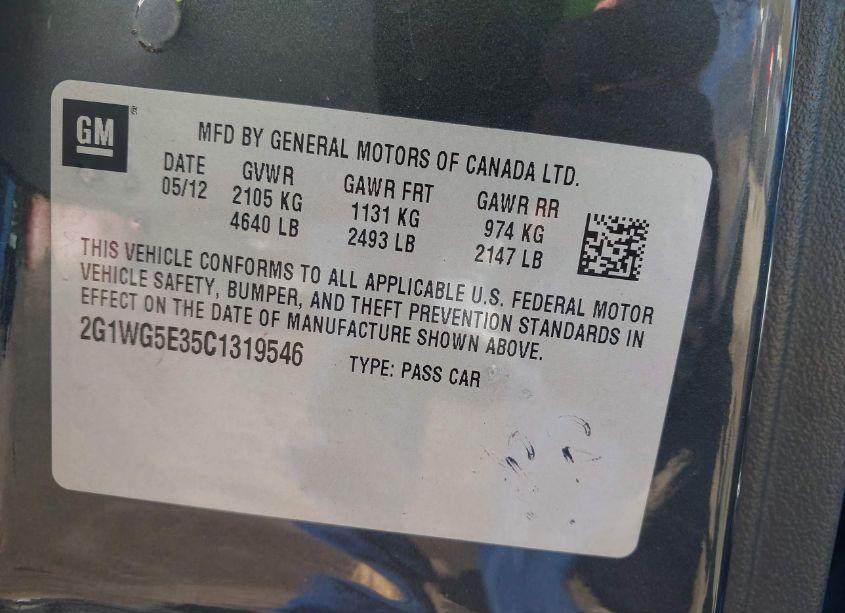 GM
MFD BY GENERAL MOTORS OF CANADA LTD.
DATE GVWR GAWR FRT GAWR RR
05/12 2105 KG 1131 KG 974 KG
4640 LB 2493 LB 2147 LB
THIS VEHICLE CONFORMS TO ALL APPLICABLE U.S. FEDERAL MOTOR
VEHICLE SAFETY, BUMPER, AND THEFT PREVENTION STANDARDS IN
EFFECT ON THE DATE OF MANUFACTURE SHOWN ABOVE.
2G1WG5E35C1319546 TYPE: PASS CAR